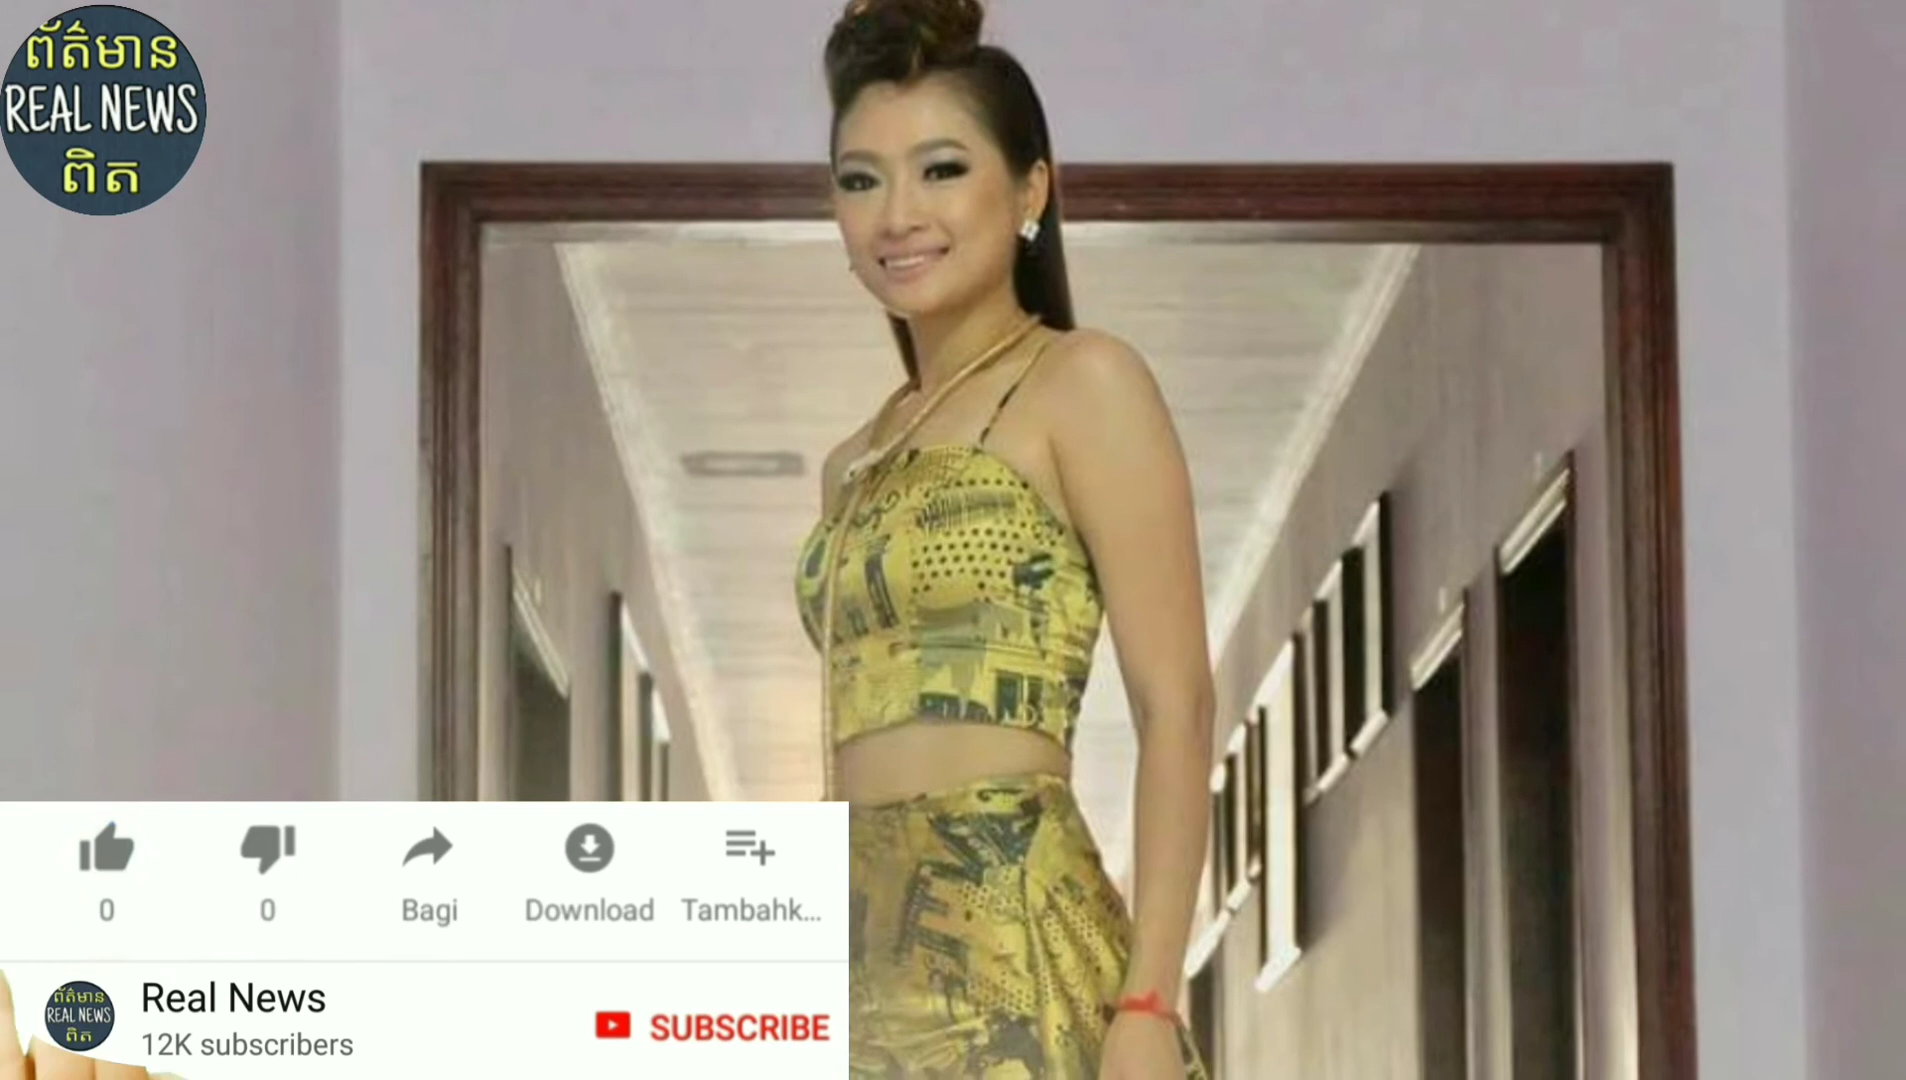 ព័ត៌មាន
REAL NEWS
ពិត
0
0
Bagi
Download
Tambahk...
ព័ត៌មាន
REAL NEWS
ពិត
Real News
12K subscribers
SUBSCRIBE